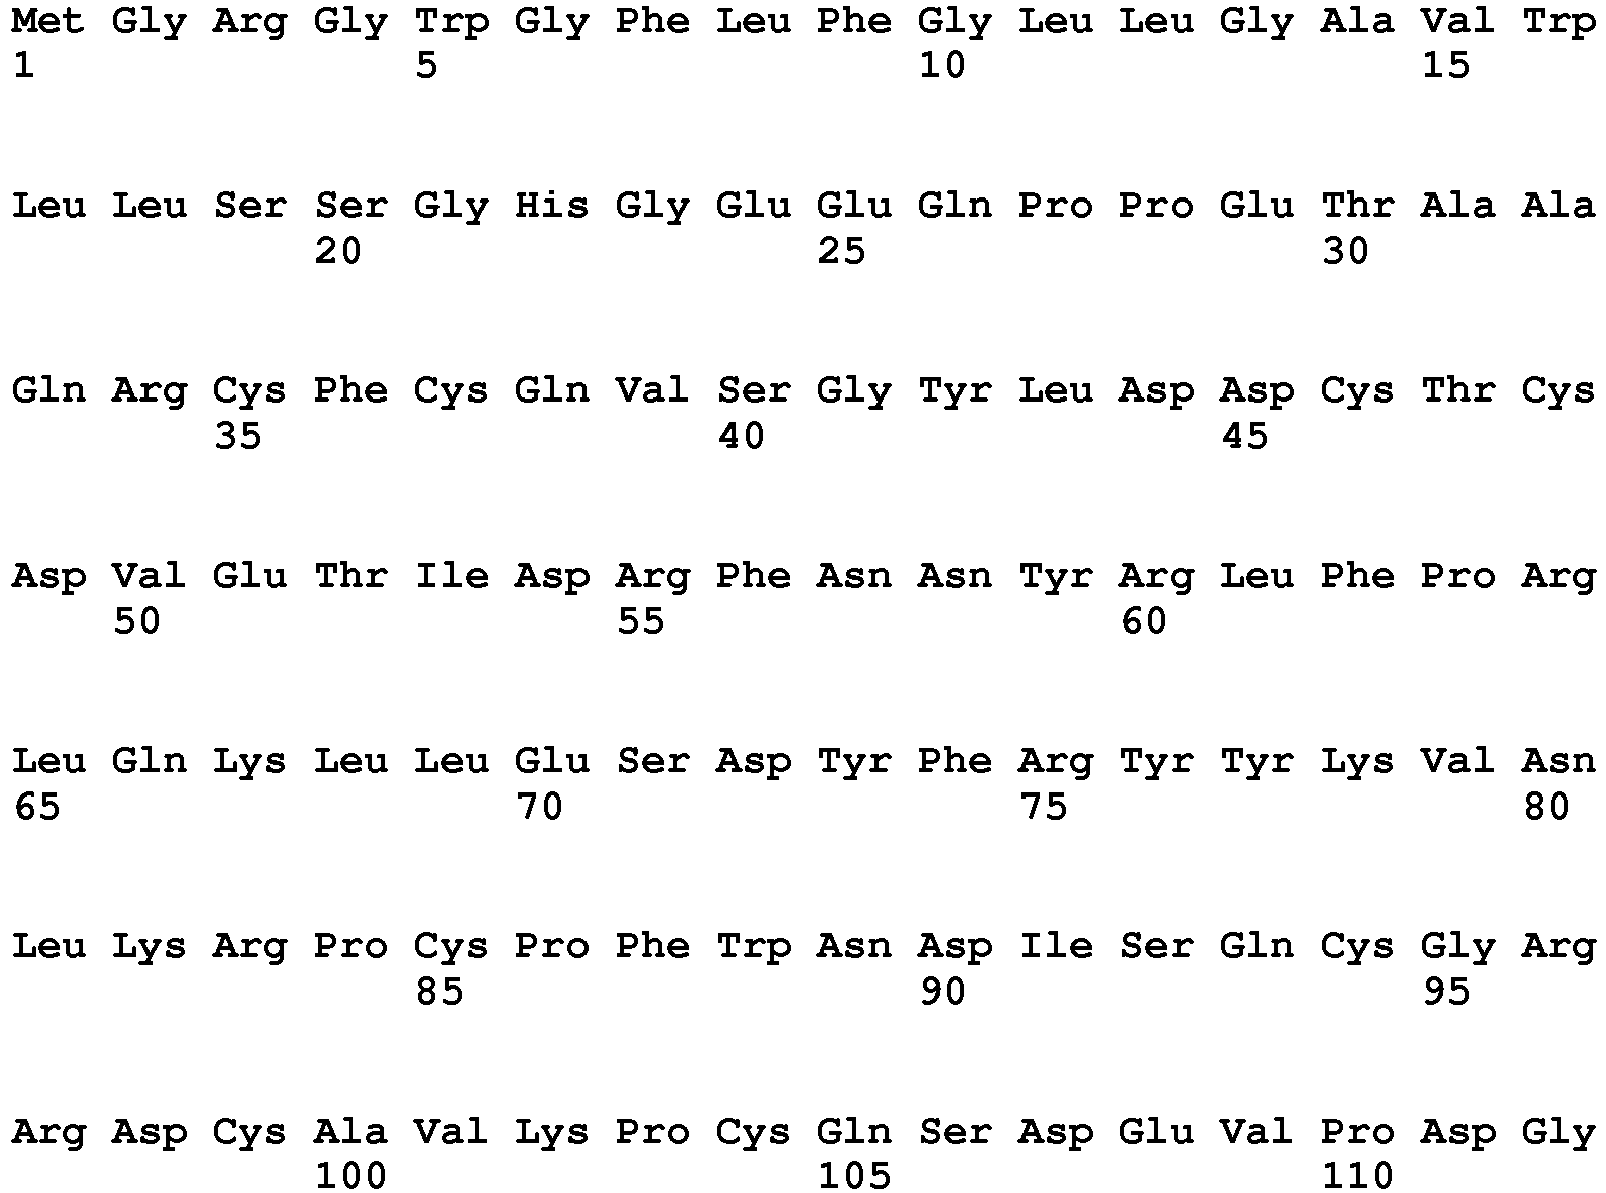 Met Gly Arg Gly Trp Gly Phe Leu Phe Gly Leu Leu Gly Ala Val Trp
1 5 10 15
Leu Leu Ser Ser Gly His Gly Glu Glu Gln Pro Pro Glu Thr Ala Ala
20 25 30
Gln Arg Cys Phe Cys Gln Val Ser Gly Tyr Leu Asp Asp Cys Thr Cys
35 40 45
Asp Val Glu Thr Ile Asp Arg Phe Asn Asn Tyr Arg Leu Phe Pro Arg
50 55 60
Leu Gln Lys Leu Leu Glu Ser Asp Tyr Phe Arg Tyr Tyr Lys Val Asn
65 70 75 80
Leu Lys Arg Pro Cys Pro Phe Trp Asn Asp Ile Ser Gln Cys Gly Arg
85 90 95
Arg Asp Cys Ala Val Lys Pro Cys Gln Ser Asp Glu Val Pro Asp Gly
100 105 110